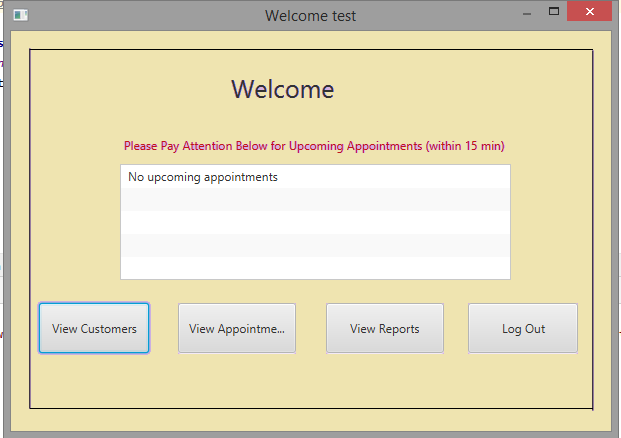 Welcome test
Welcome
Please Pay Attention Below for Upcoming Appointments (within 15 min)
No upcoming appointments
View Customers
View Appointme...
View Reports
Log Out